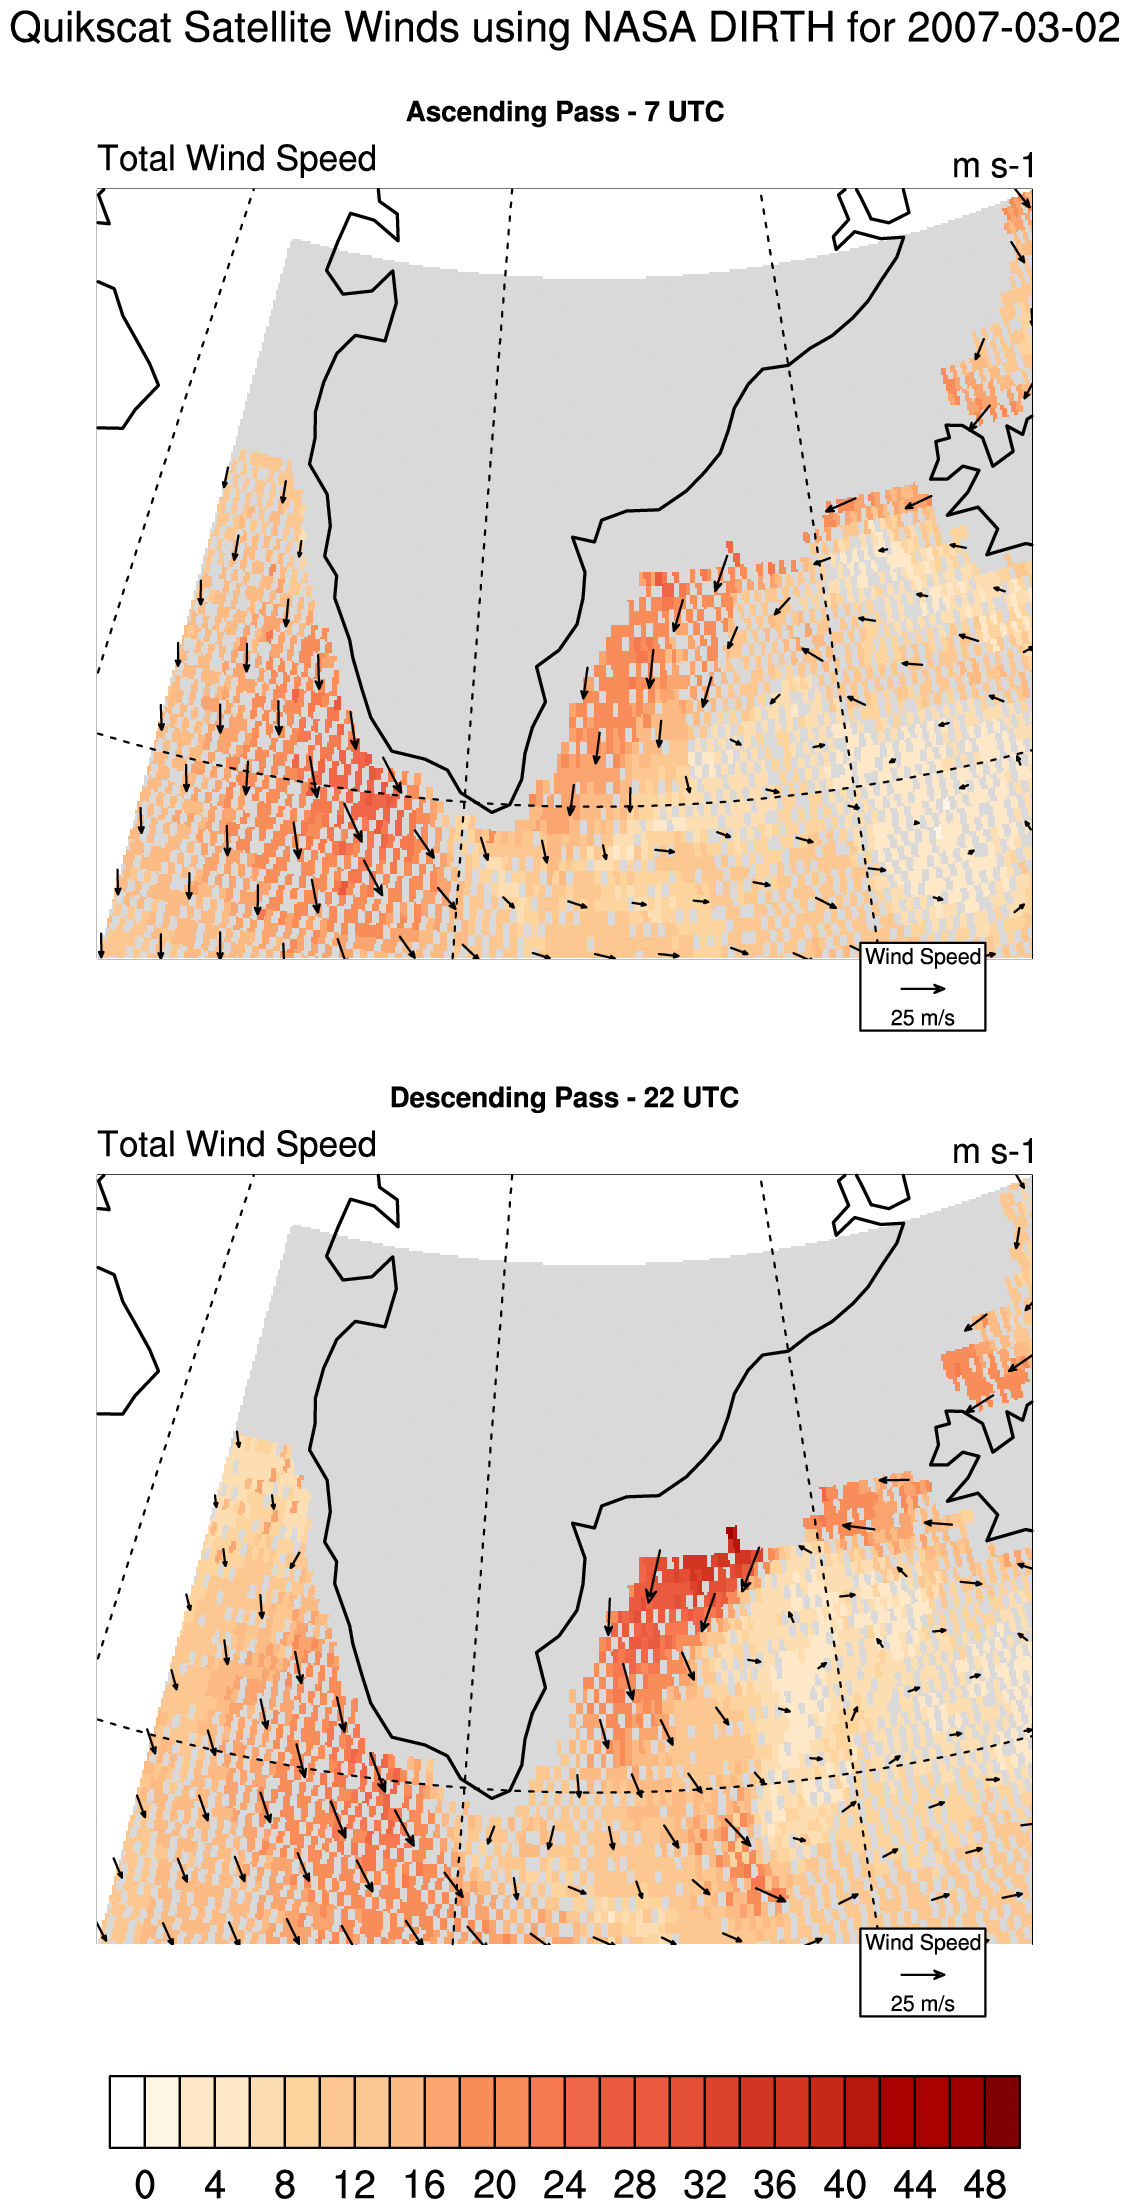 Quikscat Satellite Winds using NASA DIRTH for 2007-03-02
Ascending Pass - 7 UTC
Total Wind Speed m s-1
Wind Speed
25 m/s
Descending Pass - 22 UTC
Total Wind Speed m s-1
Wind Speed
25 m/s
0 4 8 12 16 20 24 28 32 36 40 44 48